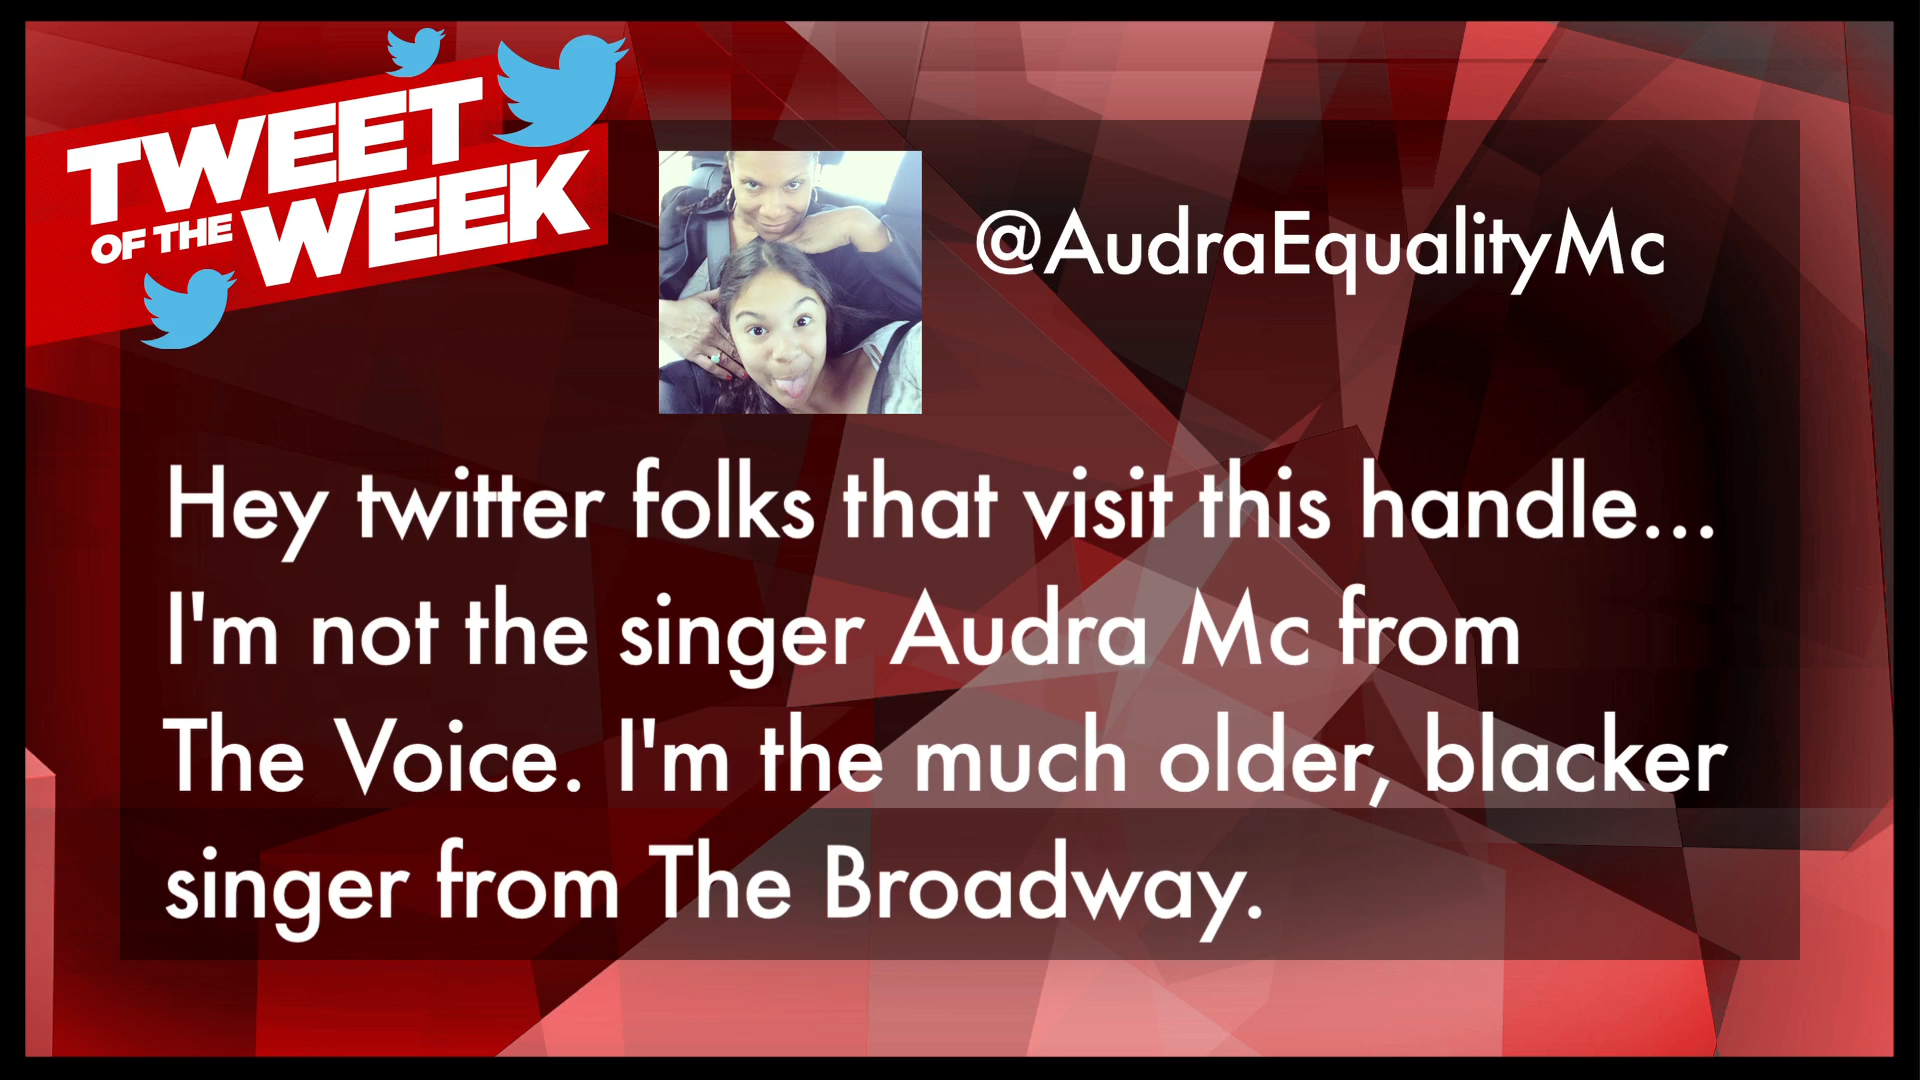 TWEET
OF THE WEEK
@AudraEqualityMc
Hey twitter folks that visit this handle...
I'm not the singer Audra Mc from
The Voice. I'm the much older, blacker
singer from The Broadway.